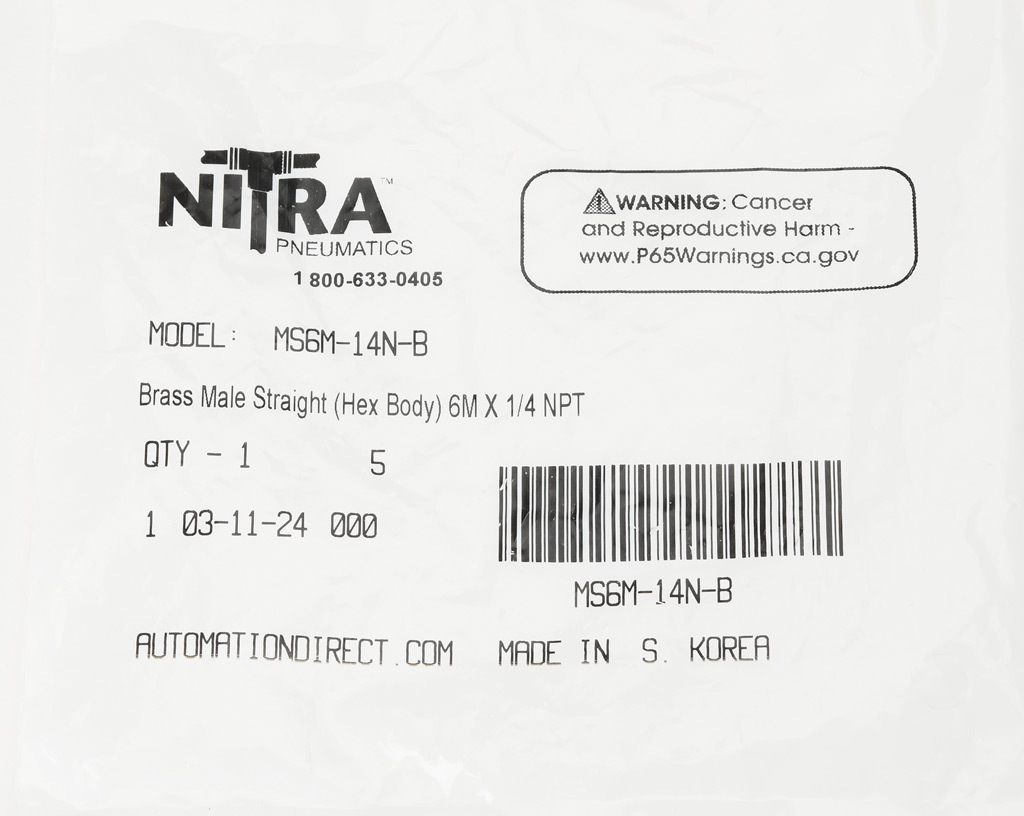 NITRA™
PNEUMATICS
1 800-633-0405
WARNING: Cancer
and Reproductive Harm -
www.P65Warnings.ca.gov
MODEL: MS6M-14N-B
Brass Male Straight (Hex Body) 6M X 1/4 NPT
QTY - 1 5
1 03-11-24 000
MS6M-14N-B
AUTOMATIONDIRECT.COM MADE IN S. KOREA